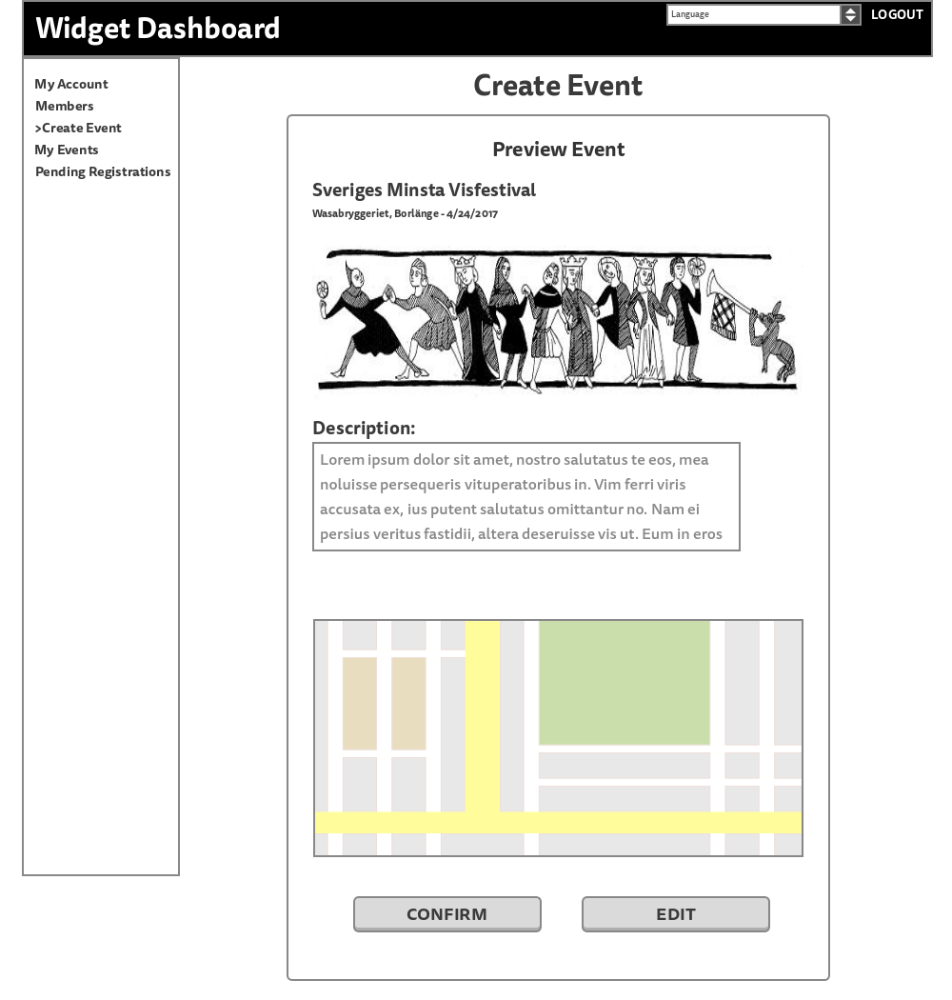 Widget Dashboard
Language
LOGOUT
My Account
Members
>Create Event
My Events
Pending Registrations
Create Event
Preview Event
Sveriges Minsta Visfestival
Wasabryggeriet, Borlänge - 4/24/2017
Description:
Lorem ipsum dolor sit amet, nostro salutatus te eos, mea
noluisse persequeris vituperatoribus in. Vim ferri viris
accusata ex, ius putent salutatus omittantur no. Nam ei
persius veritus fastidii, altera deseruisse vis ut. Eum in eros
CONFIRM
EDIT